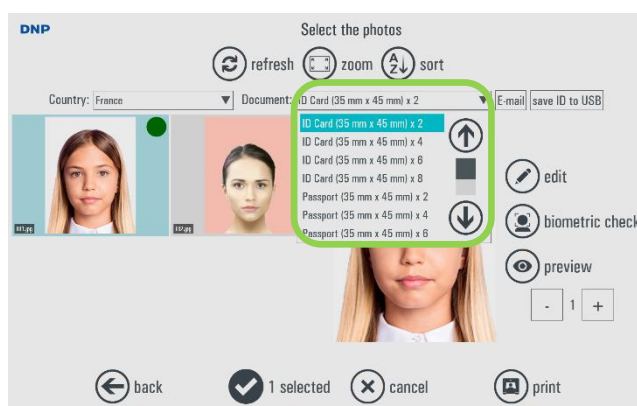 DNP
Select the photos
refresh zoom A Z sort
Country: France Document: ID Card (35 mm x 45 mm) x 2 E-mail save ID to USB
ID Card (35 mm x 45 mm) x 2
ID Card (35 mm x 45 mm) x 4
ID Card (35 mm x 45 mm) x 6
ID Card (35 mm x 45 mm) x 8
Passport (35 mm x 45 mm) x 2
Passport (35 mm x 45 mm) x 4
Passport (35 mm x 45 mm) x 6
edit
biometric check
preview
- 1 +
back 1 selected cancel print